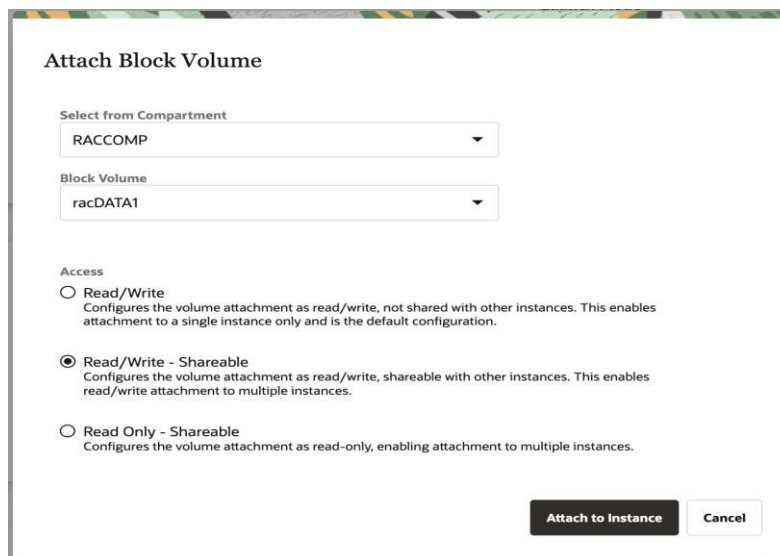 Attach Block Volume
Select from Compartment
RACCOMP
Block Volume
racDATA1
Access
Read/Write
Configures the volume attachment as read/write, not shared with other instances. This enables
attachment to a single instance only and is the default configuration.
Read/Write - Shareable
Configures the volume attachment as read/write, shareable with other instances. This enables
read/write attachment to multiple instances.
Read Only - Shareable
Configures the volume attachment as read-only, enabling attachment to multiple instances.
Attach to Instance Cancel